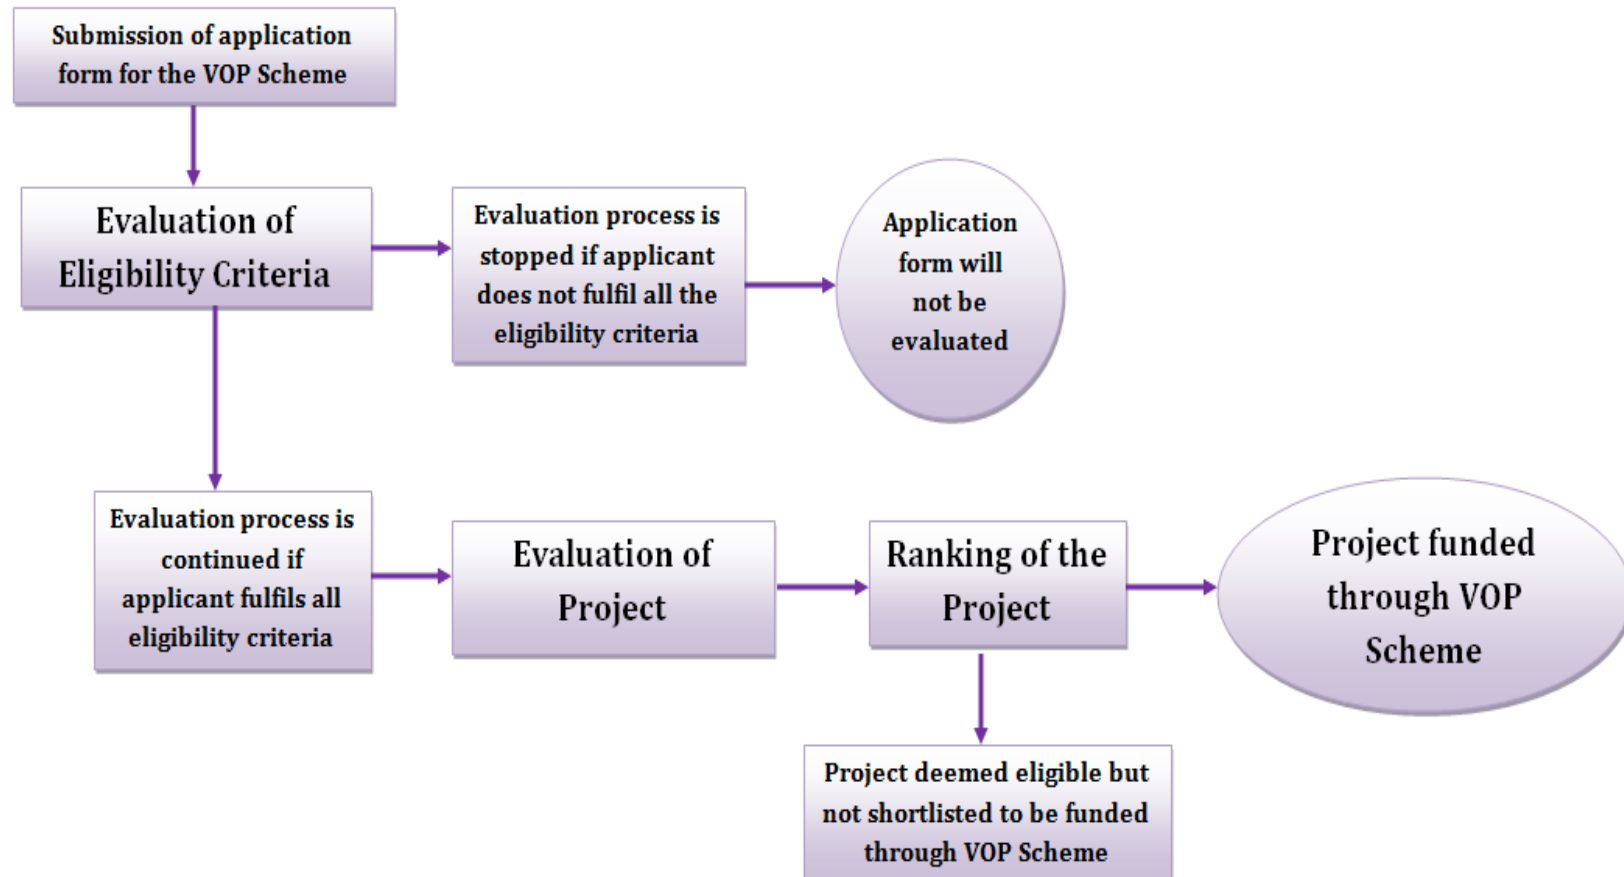 Submission of application
form for the VOP Scheme
Evaluation of
Eligibility Criteria
Evaluation process is
stopped if applicant
does not fulfil all the
eligibility criteria
Application
form will
not be
evaluated
Evaluation process is
continued if
applicant fulfils all
eligibility criteria
Evaluation of
Project
Ranking of the
Project
Project funded
through VOP
Scheme
Project deemed eligible but
not shortlisted to be funded
through VOP Scheme